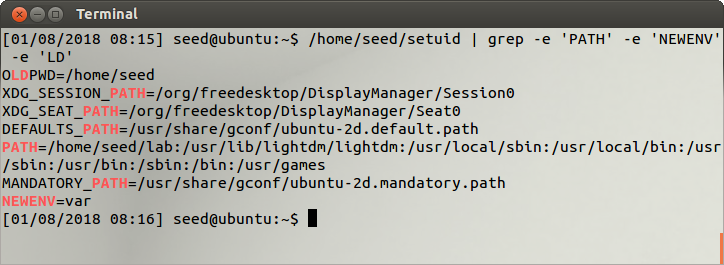 Terminal
[01/08/2018 08:15] seed@ubuntu:~$ /home/seed/setuid | grep -e 'PATH' -e 'NEWENV'
 -e 'LD'
OLDPWD=/home/seed
XDG_SESSION_PATH=/org/freedesktop/DisplayManager/Session0
XDG_SEAT_PATH=/org/freedesktop/DisplayManager/Seat0
DEFAULTS_PATH=/usr/share/gconf/ubuntu-2d.default.path
PATH=/home/seed/lab:/usr/lib/lightdm/lightdm:/usr/local/sbin:/usr/local/bin:/usr
/sbin:/usr/bin:/sbin:/bin:/usr/games
MANDATORY_PATH=/usr/share/gconf/ubuntu-2d.mandatory.path
NEWENV=var
[01/08/2018 08:16] seed@ubuntu:~$